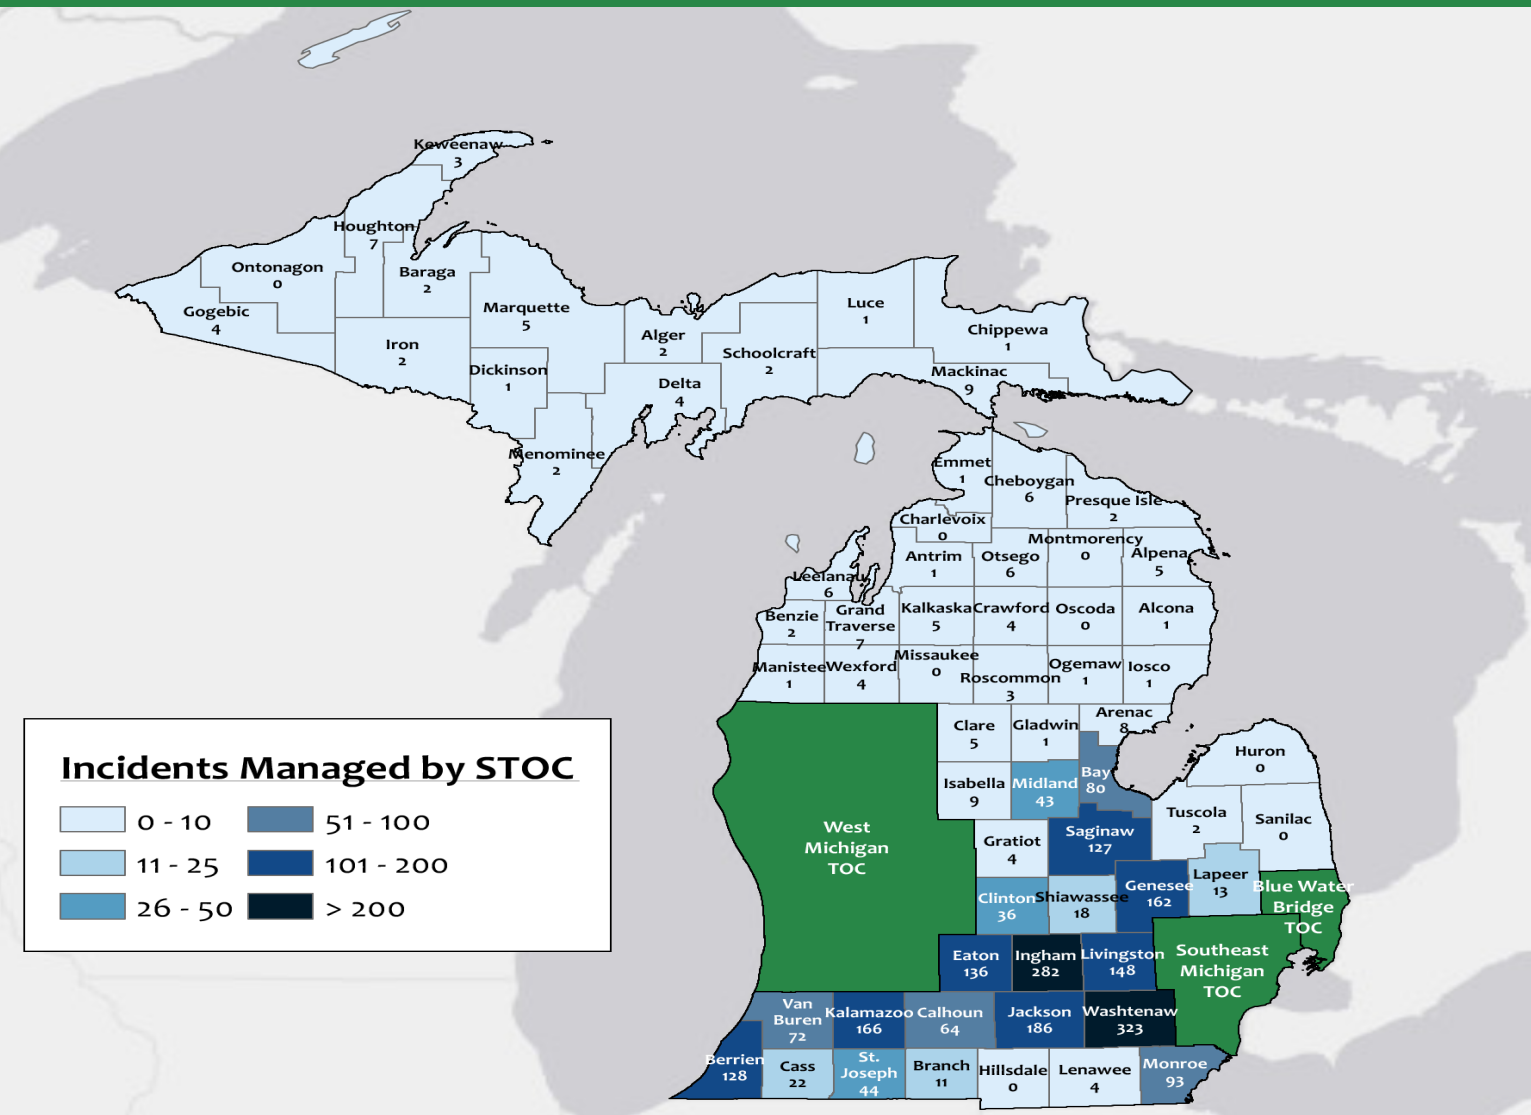 Keweenaw
3
Houghton
7
Ontonagon
0
Baraga
2
Gogebic
4
Marquette
5
Iron
2
Dickinson
1
Alger
2
Luce
1
Chippewa
1
Schoolcraft
2
Mackinac
9
Delta
4
Menominee
2
Emmet
1
Cheboygan
6
Presque Isle
2
Charlevoix
0
Antrim
1
Otsego
6
Montmorency
0
Alpena
5
Leelanau
6
Benzie
2
Grand
Traverse
7
Kalkaska
5
Crawford
4
Oscoda
0
Alcona
1
Manistee
1
Wexford
4
Missaukee
0
Roscommon
3
Ogemaw
1
Iosco
1
Clare
5
Gladwin
1
Arenac
8
Isabella
9
Midland
43
Bay
80
Huron
0
Tuscola
2
Sanilac
0
West
Michigan
TOC
Gratiot
4
Saginaw
127
Clinton
36
Shiawassee
18
Genesee
162
Lapeer
13
Blue Water
Bridge
TOC
Eaton
136
Ingham
282
Livingston
148
Southeast
Michigan
TOC
Van
Buren
72
Kalamazoo
166
Calhoun
64
Jackson
186
Washtenaw
323
Berrien
128
Cass
22
St.
Joseph
44
Branch
11
Hillsdale
0
Lenawee
4
Monroe
93
Incidents Managed by STOC
0 - 10
51 - 100
11 - 25
101 - 200
26 - 50
> 200